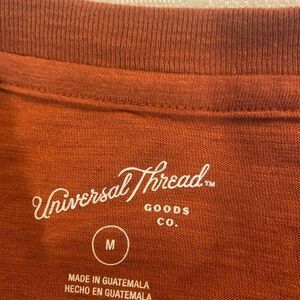 Universal Thread™
GOODS
CO.
M
MADE IN GUATEMALA
HECHO EN GUATEMALA